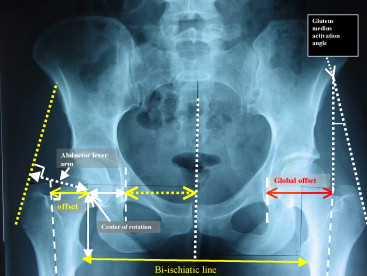 Gluteus
medius
activation
angle
Abductor lever
arm
Global offset
offset
Center of rotation
Bi-ischiatic line